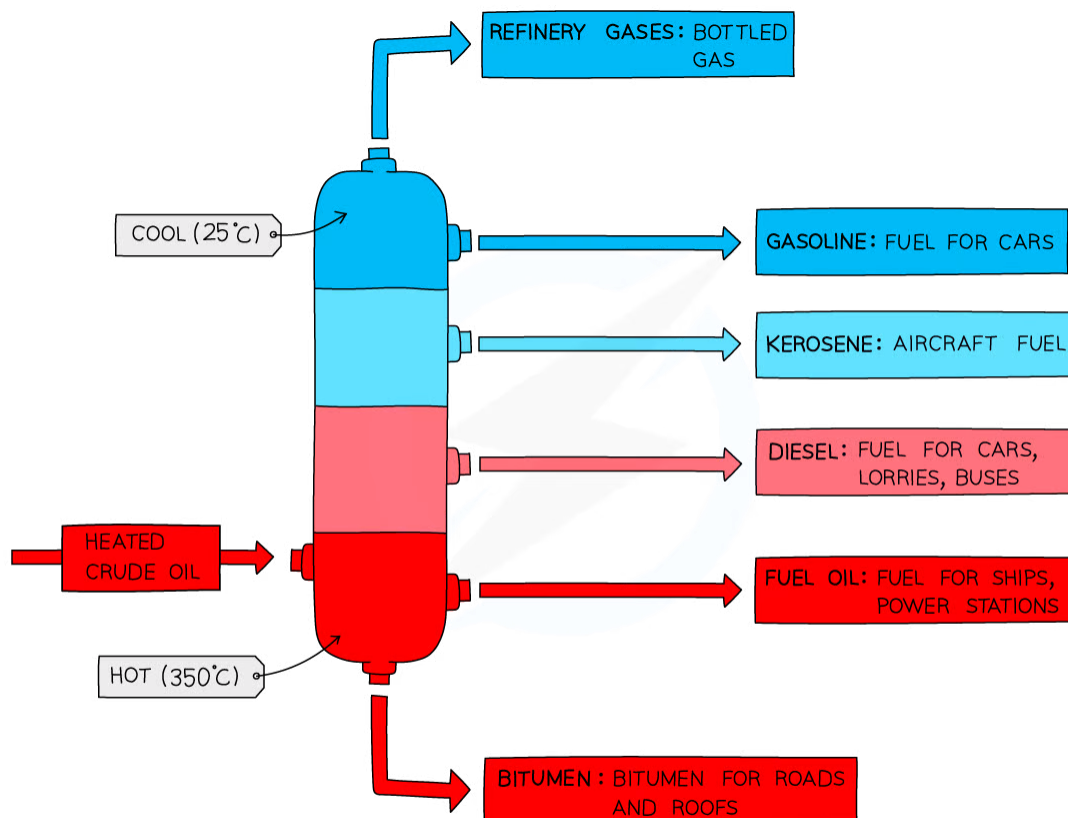 REFINERY GASES: BOTTLED
GAS
COOL (25°C)
GASOLINE: FUEL FOR CARS
KEROSENE: AIRCRAFT FUEL
DIESEL: FUEL FOR CARS,
LORRIES, BUSES
HEATED
CRUDE OIL
FUEL OIL: FUEL FOR SHIPS,
POWER STATIONS
HOT (350°C)
BITUMEN: BITUMEN FOR ROADS
AND ROOFS